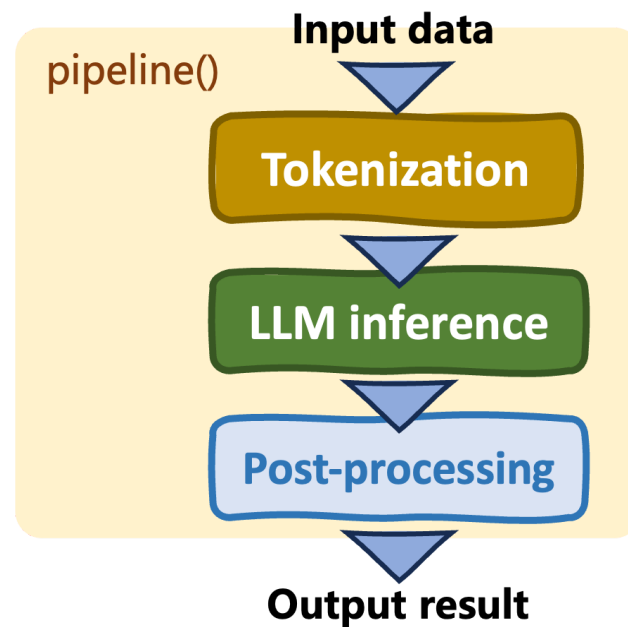 Input data
pipeline()
Tokenization
LLM inference
Post-processing
Output result